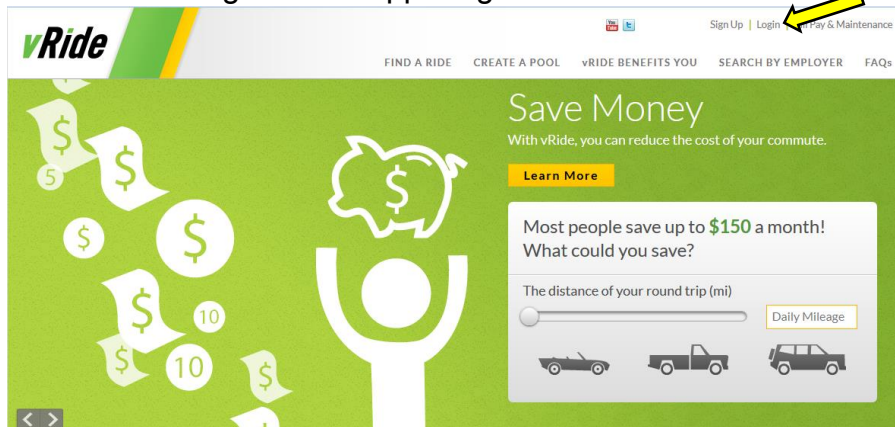 Sign Up | Login | Pay & Maintenance
vRide
FIND A RIDE CREATE A POOL vRIDE BENEFITS YOU SEARCH BY EMPLOYER FAQs
Save Money
With vRide, you can reduce the cost of your commute.
Learn More
Most people save up to $150 a month!
What could you save?
The distance of your round trip (mi)
Daily Mileage
$
$
5
$
$
$
$
10
$
10
$